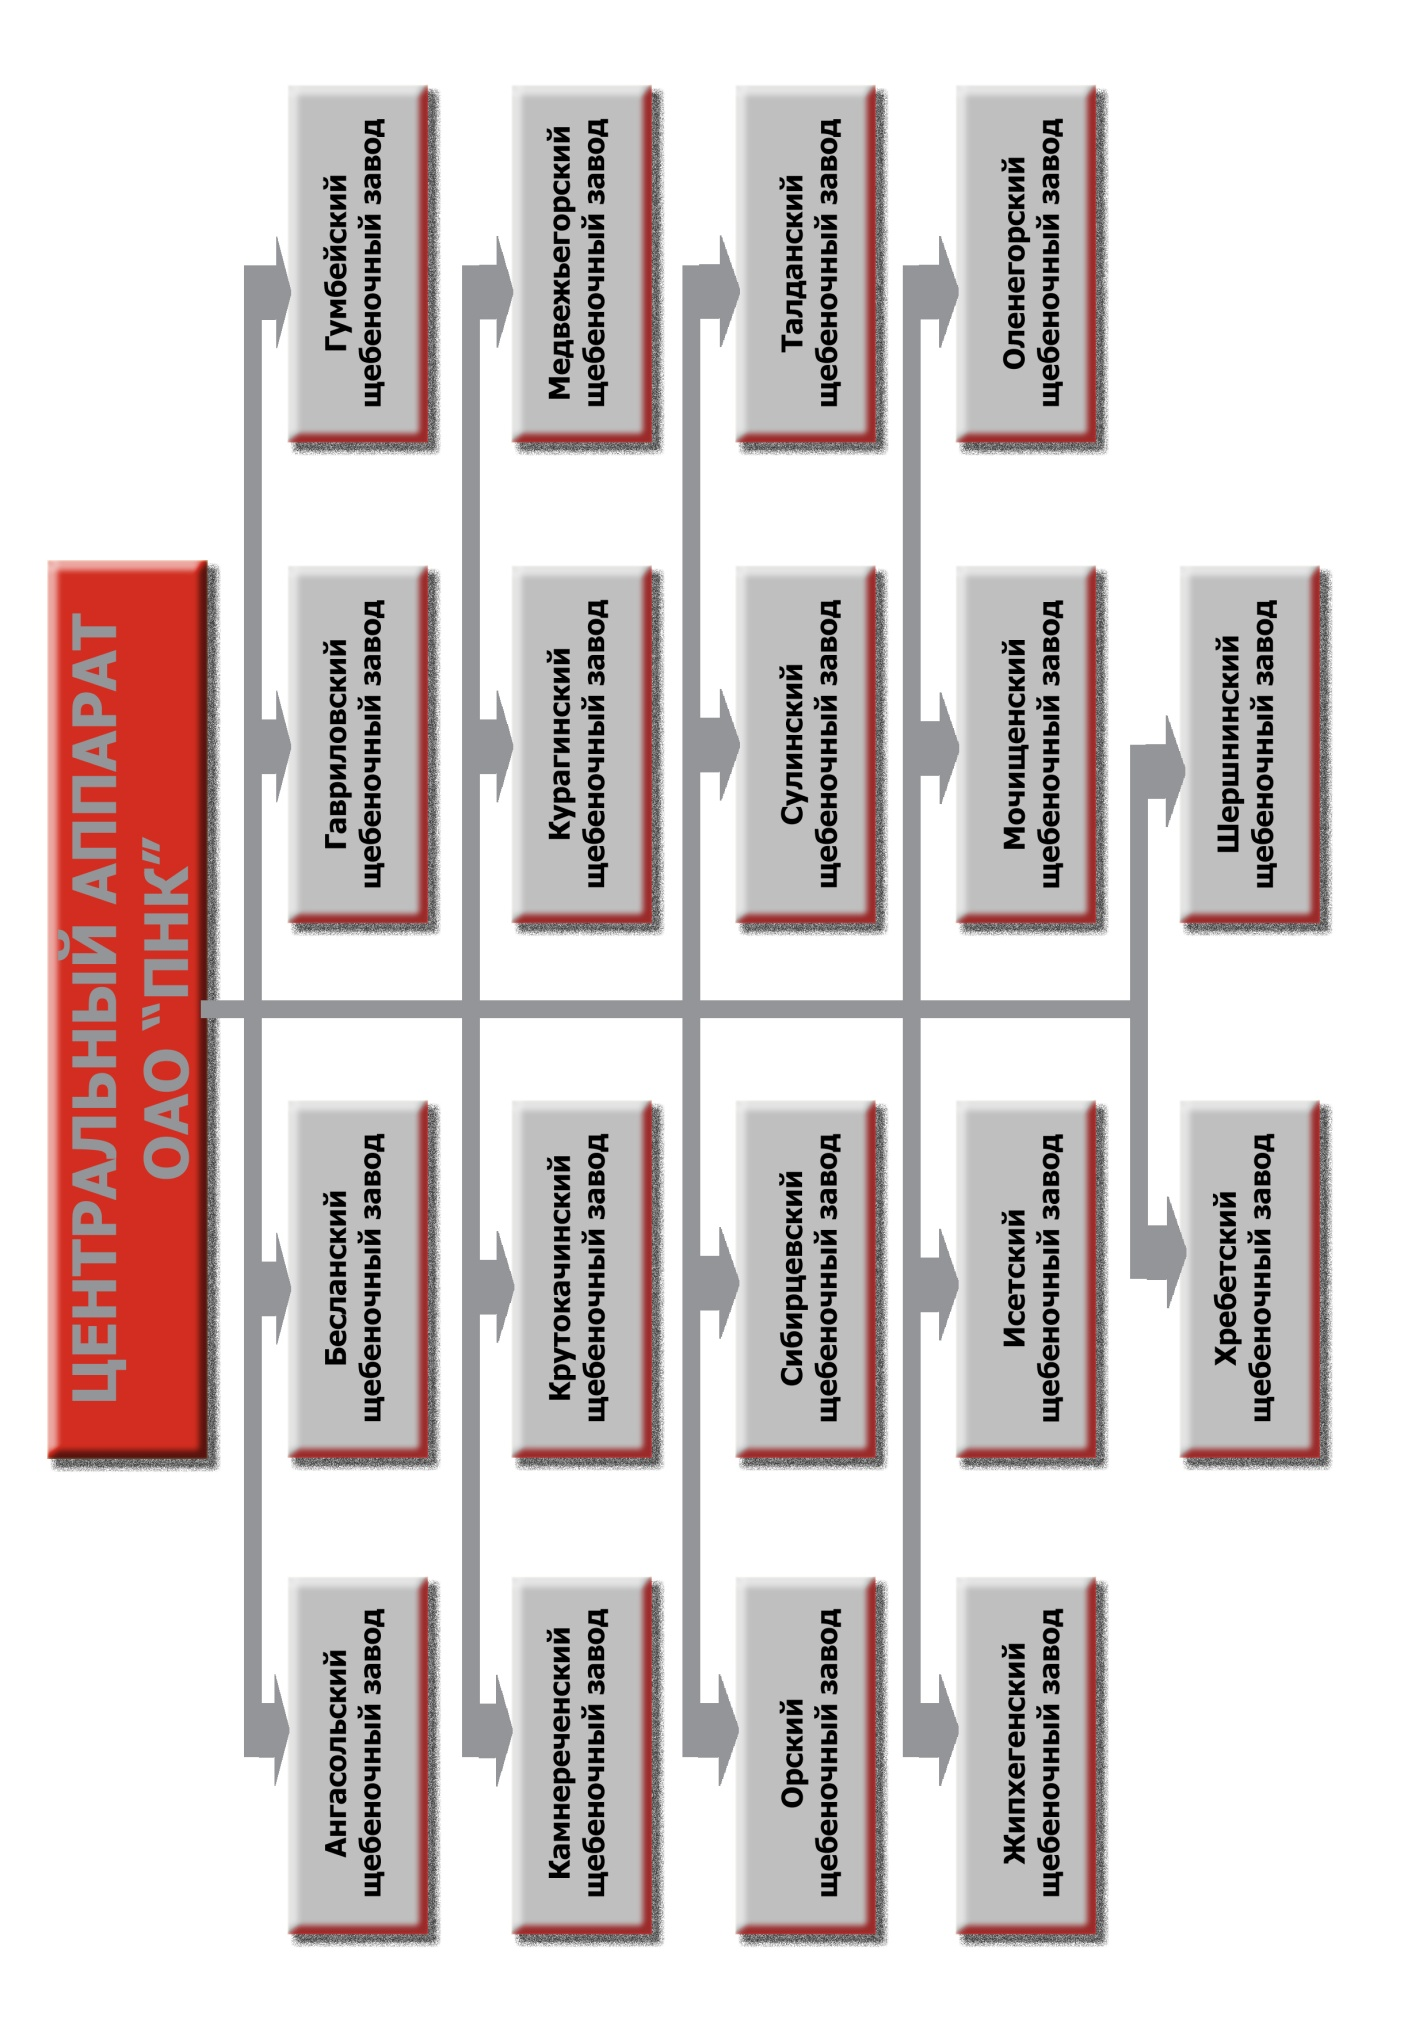 ЦЕНТРАЛЬНЫЙ АППАРАТ
ОАО “ПНК”
Ангасольский
щебеночный завод
Бесланский
щебеночный завод
Гавриловский
щебеночный завод
Гумбейский
щебеночный завод
Камнереченский
щебеночный завод
Крутокачинский
щебеночный завод
Курагинский
щебеночный завод
Медвежьегорский
щебеночный завод
Орский
щебеночный завод
Сибирцевский
щебеночный завод
Сулинский
щебеночный завод
Талданский
щебеночный завод
Жипхегенский
щебеночный завод
Исетский
щебеночный завод
Мочищенский
щебеночный завод
Оленегорский
щебеночный завод
Хребетский
щебеночный завод
Шершнинский
щебеночный завод